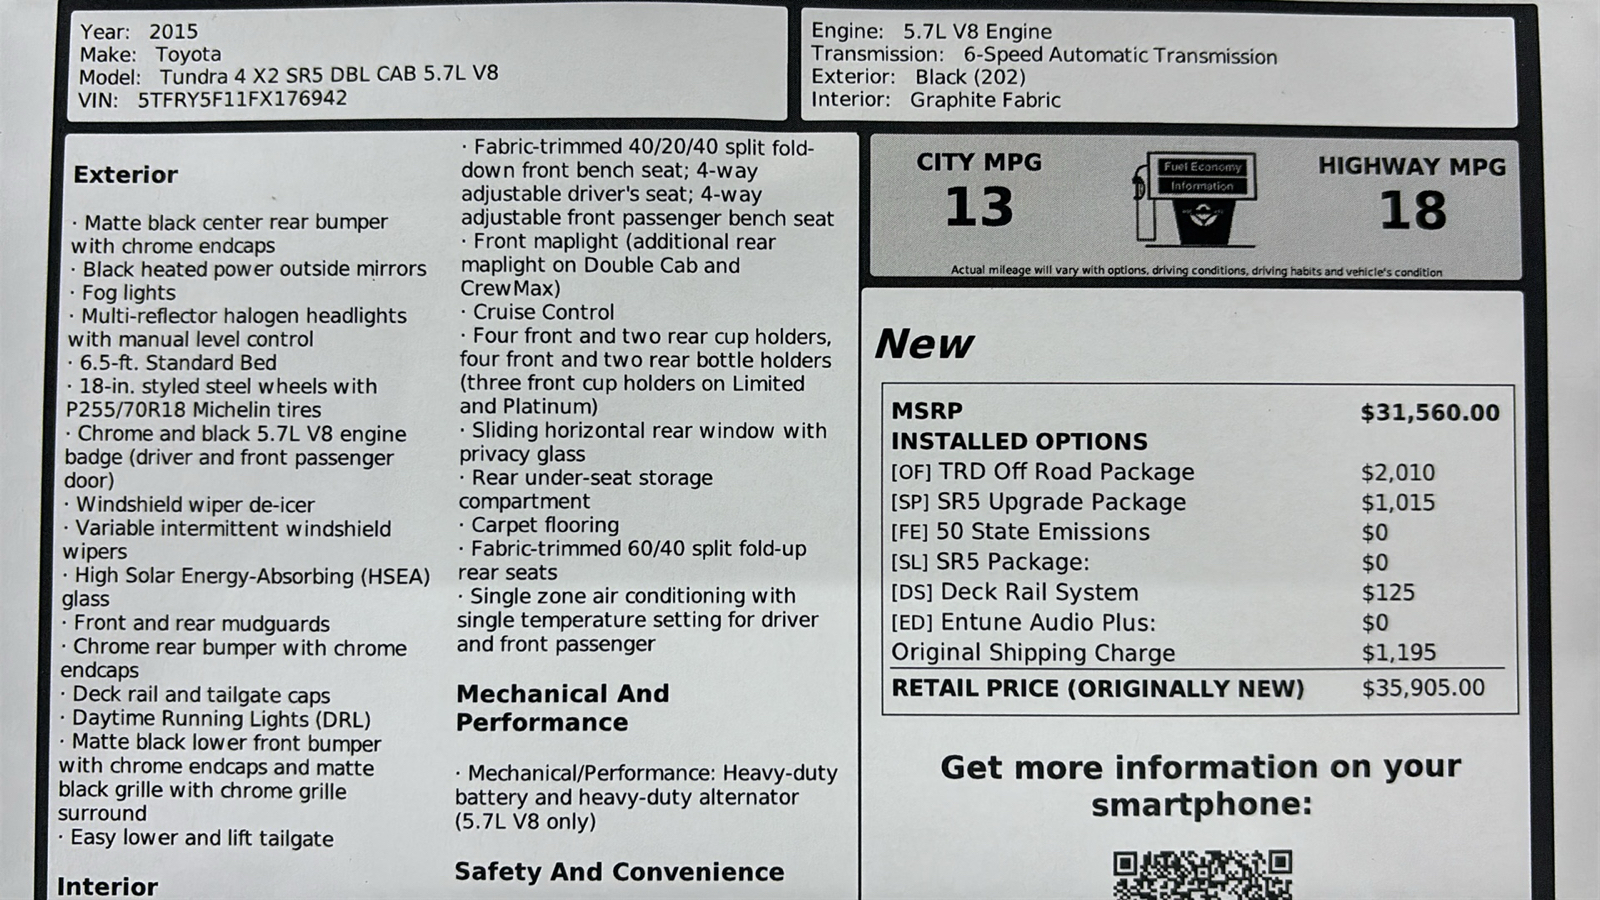 Year: 2015
Make: Toyota
Model: Tundra 4 X2 SR5 DBL CAB 5.7L V8
VIN: 5TFRY5F11FX176942
Engine: 5.7L V8 Engine
Transmission: 6-Speed Automatic Transmission
Exterior: Black (202)
Interior: Graphite Fabric
Exterior
· Matte black center rear bumper
with chrome endcaps
· Black heated power outside mirrors
· Fog lights
· Multi-reflector halogen headlights
with manual level control
· 6.5-ft. Standard Bed
· 18-in. styled steel wheels with
P255/70R18 Michelin tires
· Chrome and black 5.7L V8 engine
badge (driver and front passenger
door)
· Windshield wiper de-icer
· Variable intermittent windshield
wipers
· High Solar Energy-Absorbing (HSEA)
glass
· Front and rear mudguards
· Chrome rear bumper with chrome
endcaps
· Deck rail and tailgate caps
· Daytime Running Lights (DRL)
· Matte black lower front bumper
with chrome endcaps and matte
black grille with chrome grille
surround
· Easy lower and lift tailgate
Interior
· Fabric-trimmed 40/20/40 split fold-
down front bench seat; 4-way
adjustable driver's seat; 4-way
adjustable front passenger bench seat
· Front maplight (additional rear
maplight on Double Cab and
CrewMax)
· Cruise Control
· Four front and two rear cup holders,
four front and two rear bottle holders
(three front cup holders on Limited
and Platinum)
· Sliding horizontal rear window with
privacy glass
· Rear under-seat storage
compartment
· Carpet flooring
· Fabric-trimmed 60/40 split fold-up
rear seats
· Single zone air conditioning with
single temperature setting for driver
and front passenger
Mechanical And
Performance
· Mechanical/Performance: Heavy-duty
battery and heavy-duty alternator
(5.7L V8 only)
Safety And Convenience
CITY MPG
13
Fuel Economy
Information
HIGHWAY MPG
18
Actual mileage will vary with options, driving conditions, driving habits and vehicle's condition
New
MSRP $31,560.00
INSTALLED OPTIONS
[OF] TRD Off Road Package $2,010
[SP] SR5 Upgrade Package $1,015
[FE] 50 State Emissions $0
[SL] SR5 Package: $0
[DS] Deck Rail System $125
[ED] Entune Audio Plus: $0
Original Shipping Charge $1,195
RETAIL PRICE (ORIGINALLY NEW) $35,905.00
Get more information on your
smartphone: